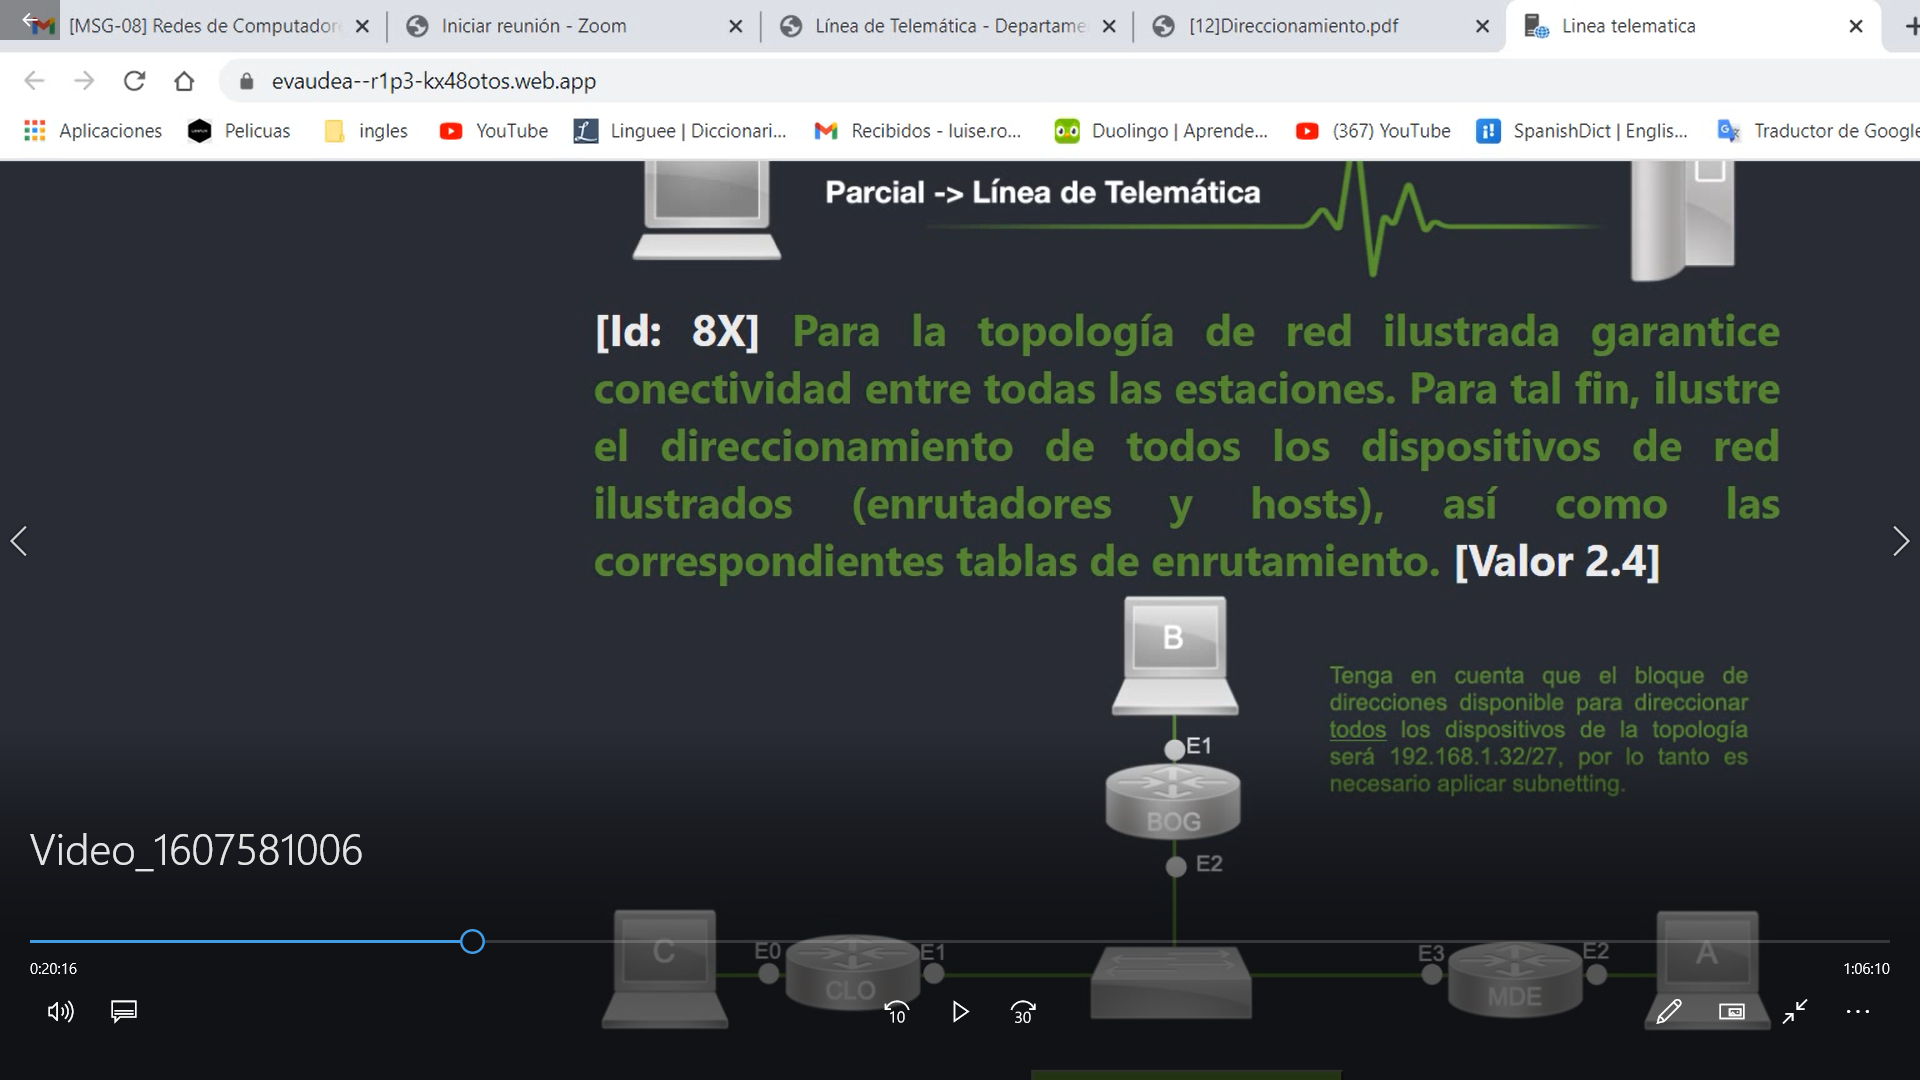 [MSG-08] Redes de Computador
Iniciar reunión - Zoom
Línea de Telemática - Departame
[12]Direccionamiento.pdf
Linea telematica
evaudea--r1p3-kx48otos.web.app
Aplicaciones
Pelicuas
ingles
YouTube
Linguee | Diccionari...
Recibidos - luise.ro...
Duolingo | Aprende...
(367) YouTube
SpanishDict | Englis...
Traductor de Google
Parcial -> Línea de Telemática
[Id: 8X] Para la topología de red ilustrada garantice
conectividad entre todas las estaciones. Para tal fin, ilustre
el direccionamiento de todos los dispositivos de red
ilustrados (enrutadores y hosts), así como las
correspondientes tablas de enrutamiento. [Valor 2.4]
B
Tenga en cuenta que el bloque de
direcciones disponible para direccionar
todos los dispositivos de la topología
será 192.168.1.32/27, por lo tanto es
necesario aplicar subnetting.
E1
BOG
E2
Video_1607581006
C
E0
CLO
E1
E3
MDE
E2
A
0:20:16
1:06:10
10
30